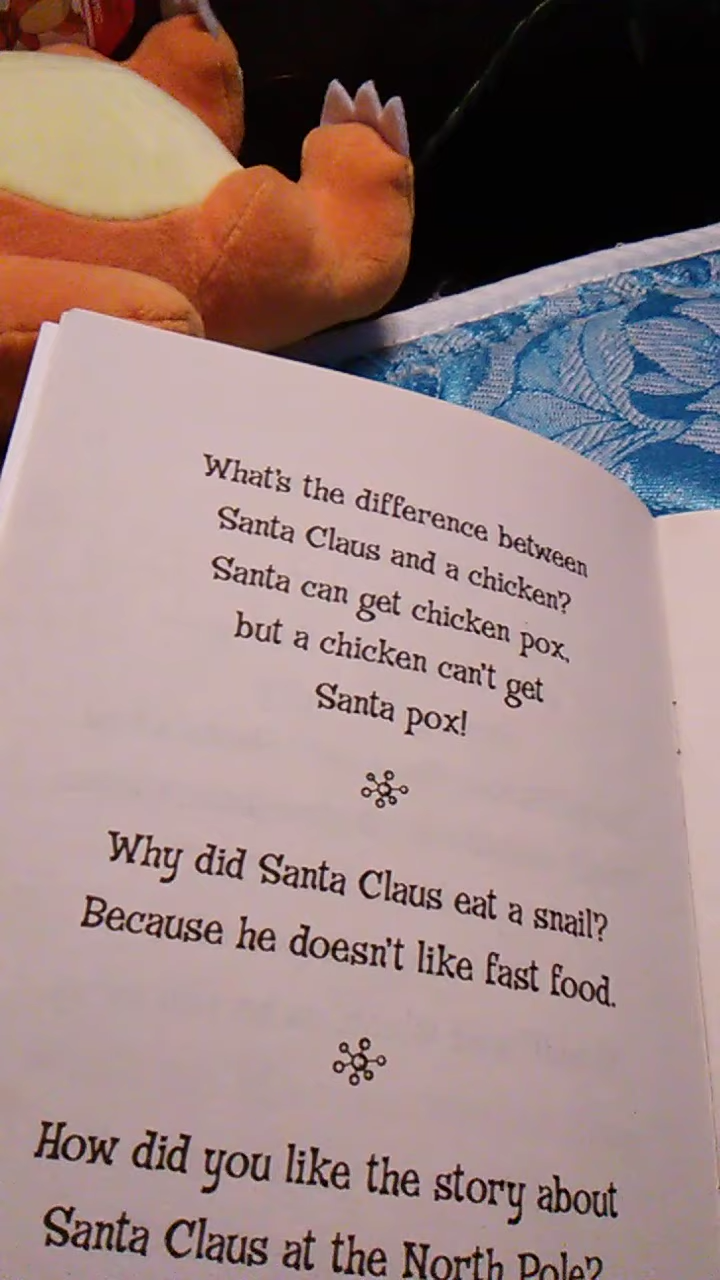 What's the difference between
Santa Claus and a chicken?
Santa can get chicken pox,
but a chicken can't get
Santa pox!
Why did Santa Claus eat a snail?
Because he doesn't like fast food.
How did you like the story about
Santa Claus at the North Pole?